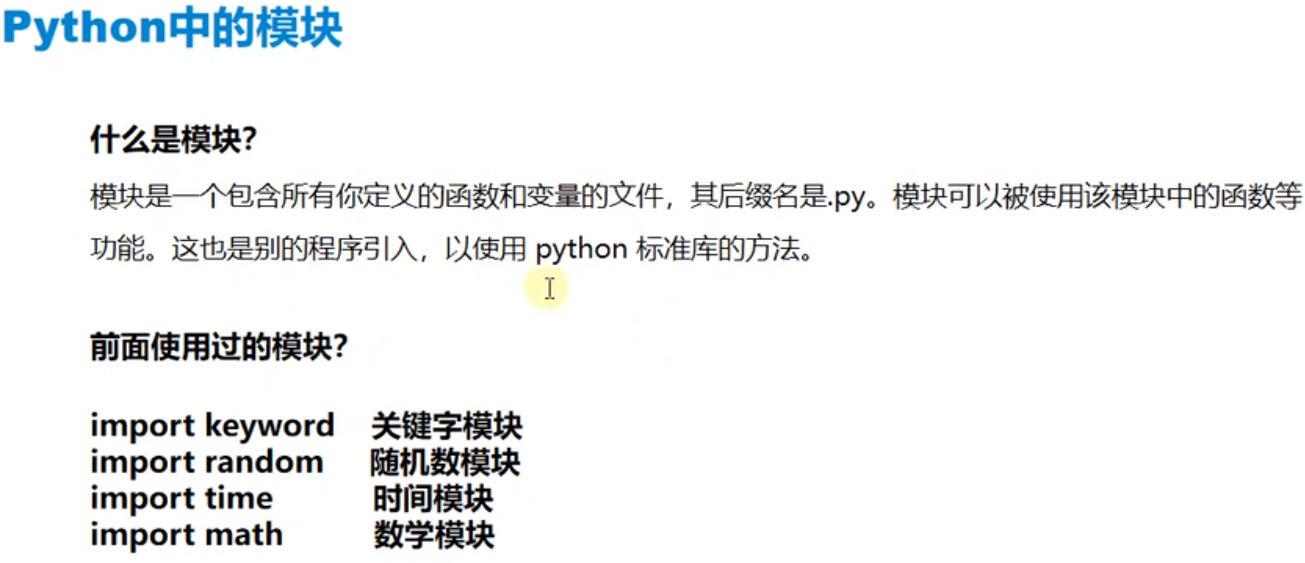 Python中的模块
什么是模块？
模块是一个包含所有你定义的函数和变量的文件，其后缀名是.py。模块可以被使用该模块中的函数等
功能。这也是别的程序引入，以使用 python 标准库的方法。
前面使用过的模块？
import keyword 关键字模块
import random 随机数模块
import time 时间模块
import math 数学模块